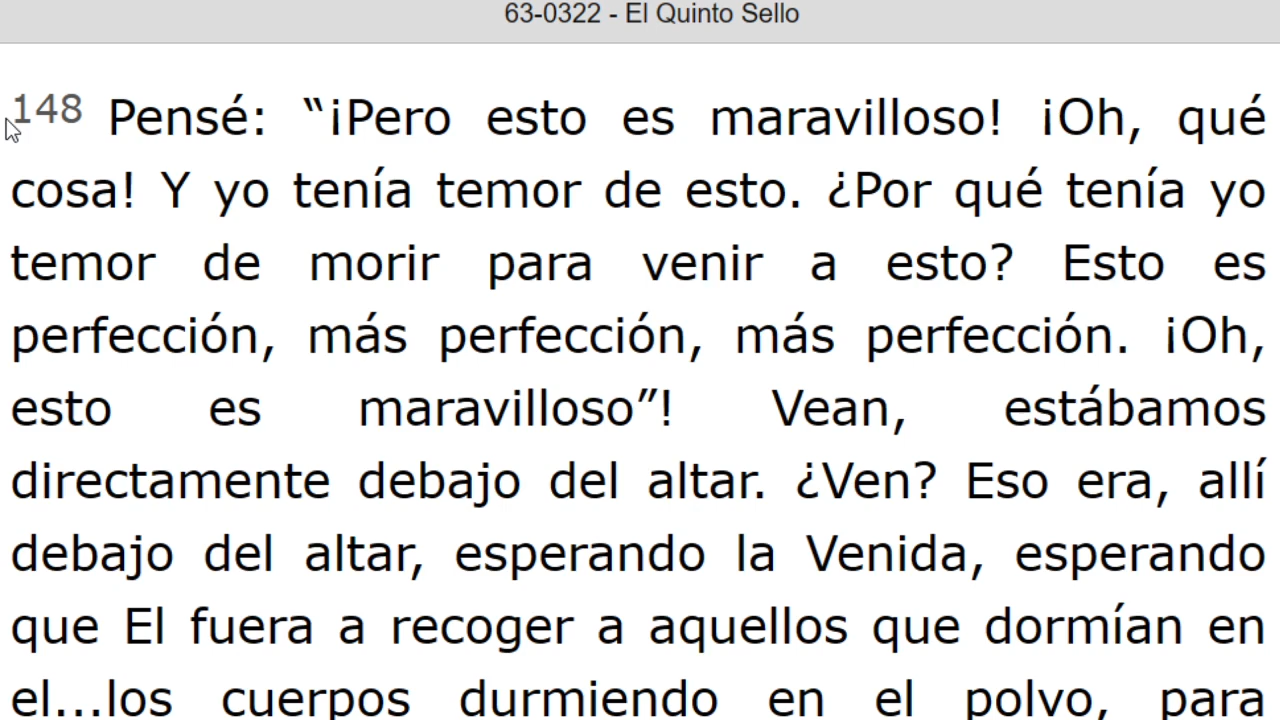 63-0322 - El Quinto Sello
148 Pensé: “¡Pero esto es maravilloso! ¡Oh, qué
cosa! Y yo tenía temor de esto. ¿Por qué tenía yo
temor de morir para venir a esto? Esto es
perfección, más perfección, más perfección. ¡Oh,
esto es maravilloso”! Vean, estábamos
directamente debajo del altar. ¿Ven? Eso era, allí
debajo del altar, esperando la Venida, esperando
que El fuera a recoger a aquellos que dormían en
el...los cuerpos durmiendo en el polvo, para